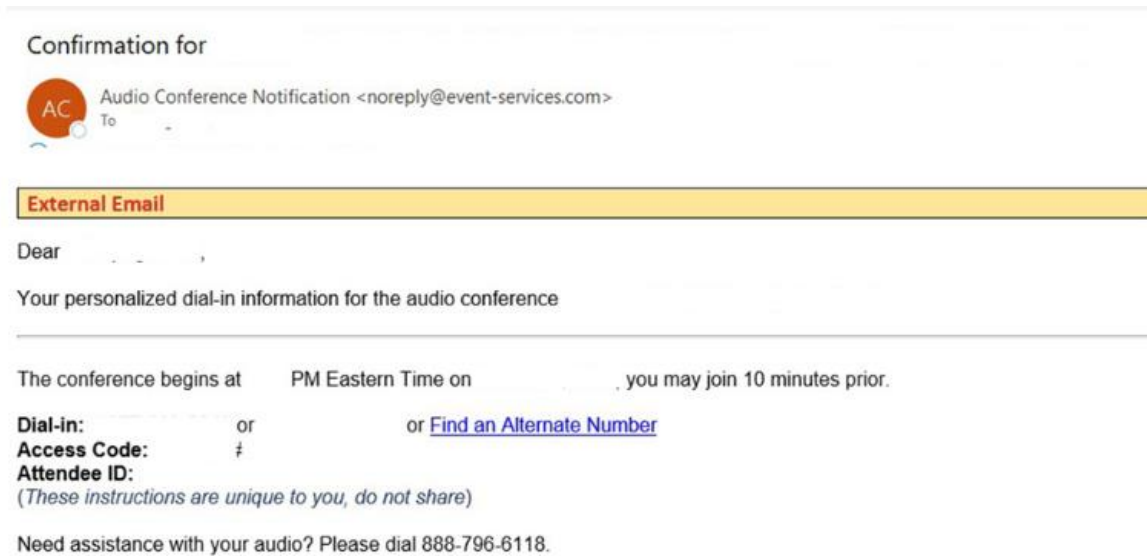 Confirmation for
AC
Audio Conference Notification <noreply@event-services.com>
To
External Email
Dear ,
Your personalized dial-in information for the audio conference
The conference begins at PM Eastern Time on , you may join 10 minutes prior.
Dial-in: or or Find an Alternate Number
Access Code:
Attendee ID:
(These instructions are unique to you, do not share)
Need assistance with your audio? Please dial 888-796-6118.